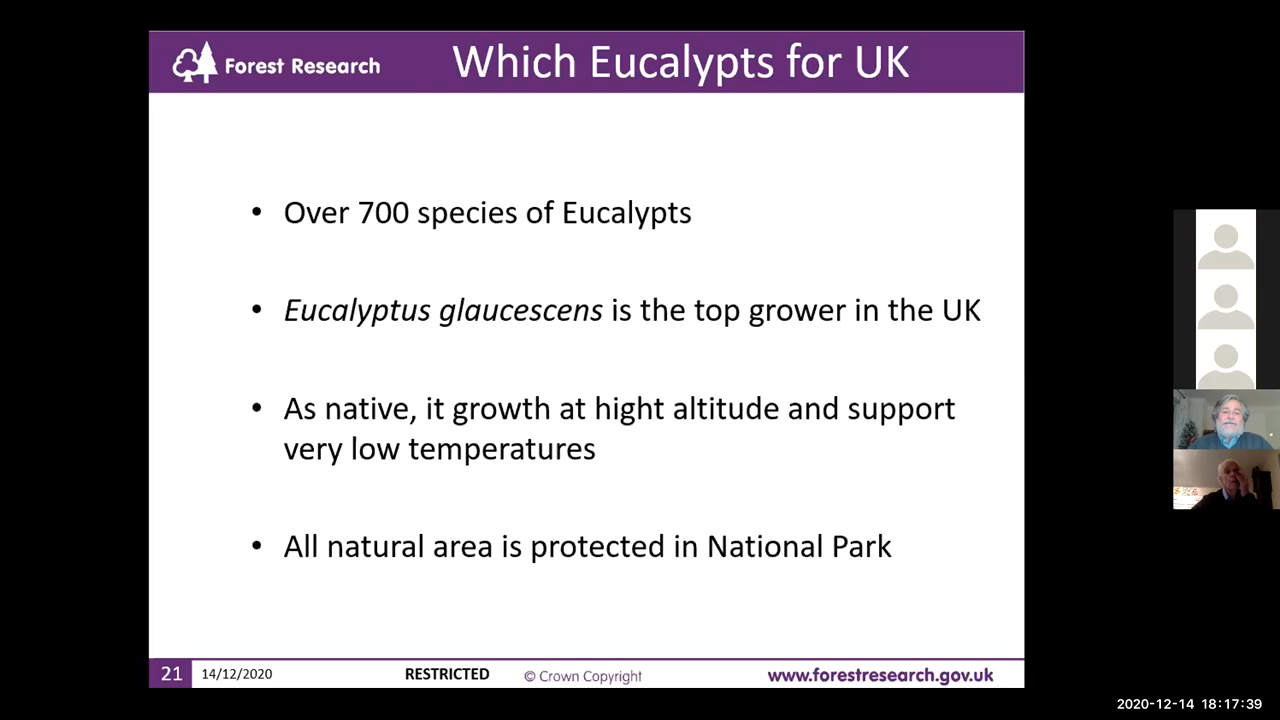 Forest Research
Which Eucalypts for UK
• Over 700 species of Eucalypts
• Eucalyptus glaucescens is the top grower in the UK
• As native, it growth at hight altitude and support
very low temperatures
• All natural area is protected in National Park
21
14/12/2020
RESTRICTED
© Crown Copyright
www.forestresearch.gov.uk
2020-12-14 18:17:39